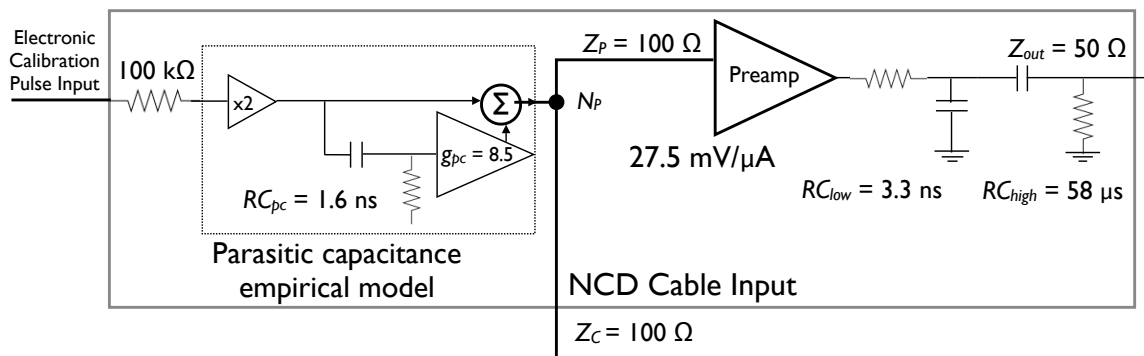 Electronic
Calibration
Pulse Input
100 kΩ
x2
Σ
g_pc = 8.5
RC_pc = 1.6 ns
Parasitic capacitance
empirical model
N_P
Z_P = 100 Ω
Preamp
27.5 mV/μA
Z_out = 50 Ω
RC_low = 3.3 ns
RC_high = 58 μs
NCD Cable Input
Z_C = 100 Ω